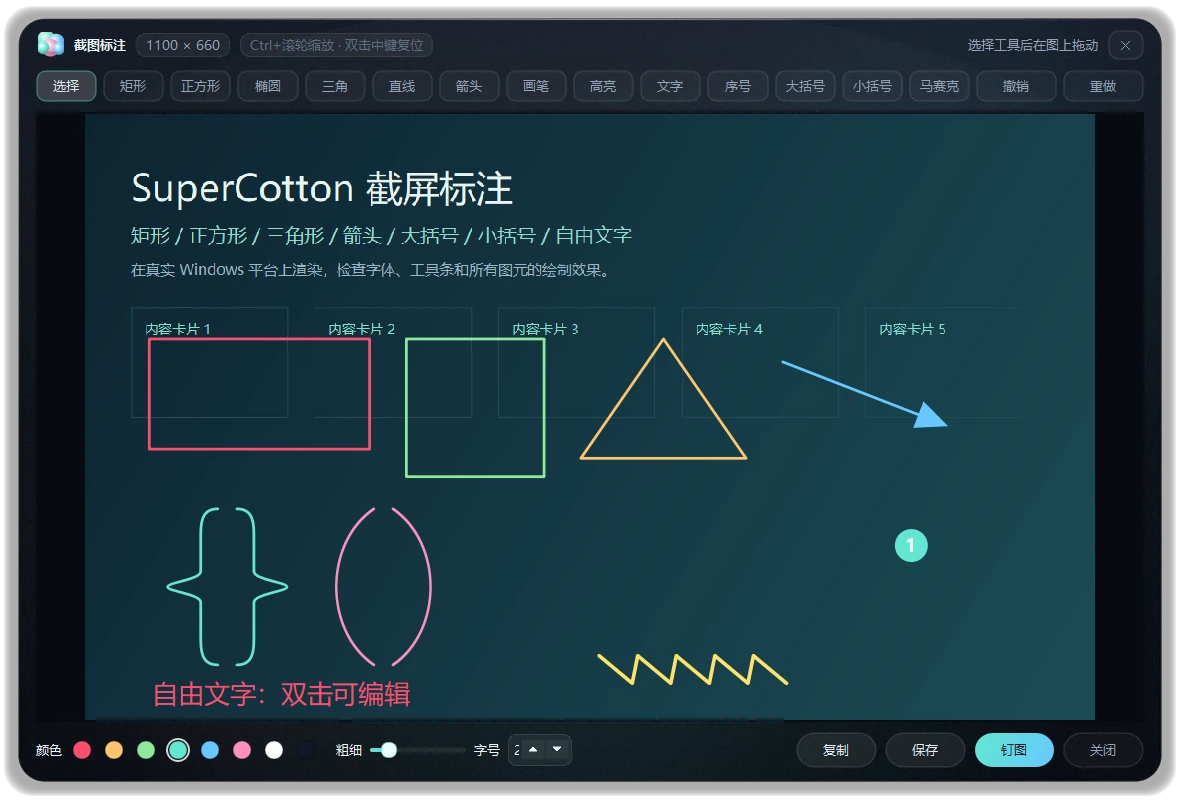 截图标注 1100 × 660 Ctrl+滚轮缩放 · 双击中键复位 选择工具后在图上拖动
选择 矩形 正方形 椭圆 三角 直线 箭头 画笔 高亮 文字 序号 大括号 小括号 马赛克 撤销 重做
SuperCotton 截屏标注
矩形 / 正方形 / 三角形 / 箭头 / 大括号 / 小括号 / 自由文字
在真实 Windows 平台上渲染，检查字体、工具条和所有图元的绘制效果。
内容卡片 1 内容卡片 2 内容卡片 3 内容卡片 4 内容卡片 5
1
自由文字：双击可编辑
颜色 粗细 字号 复制 保存 钉图 关闭